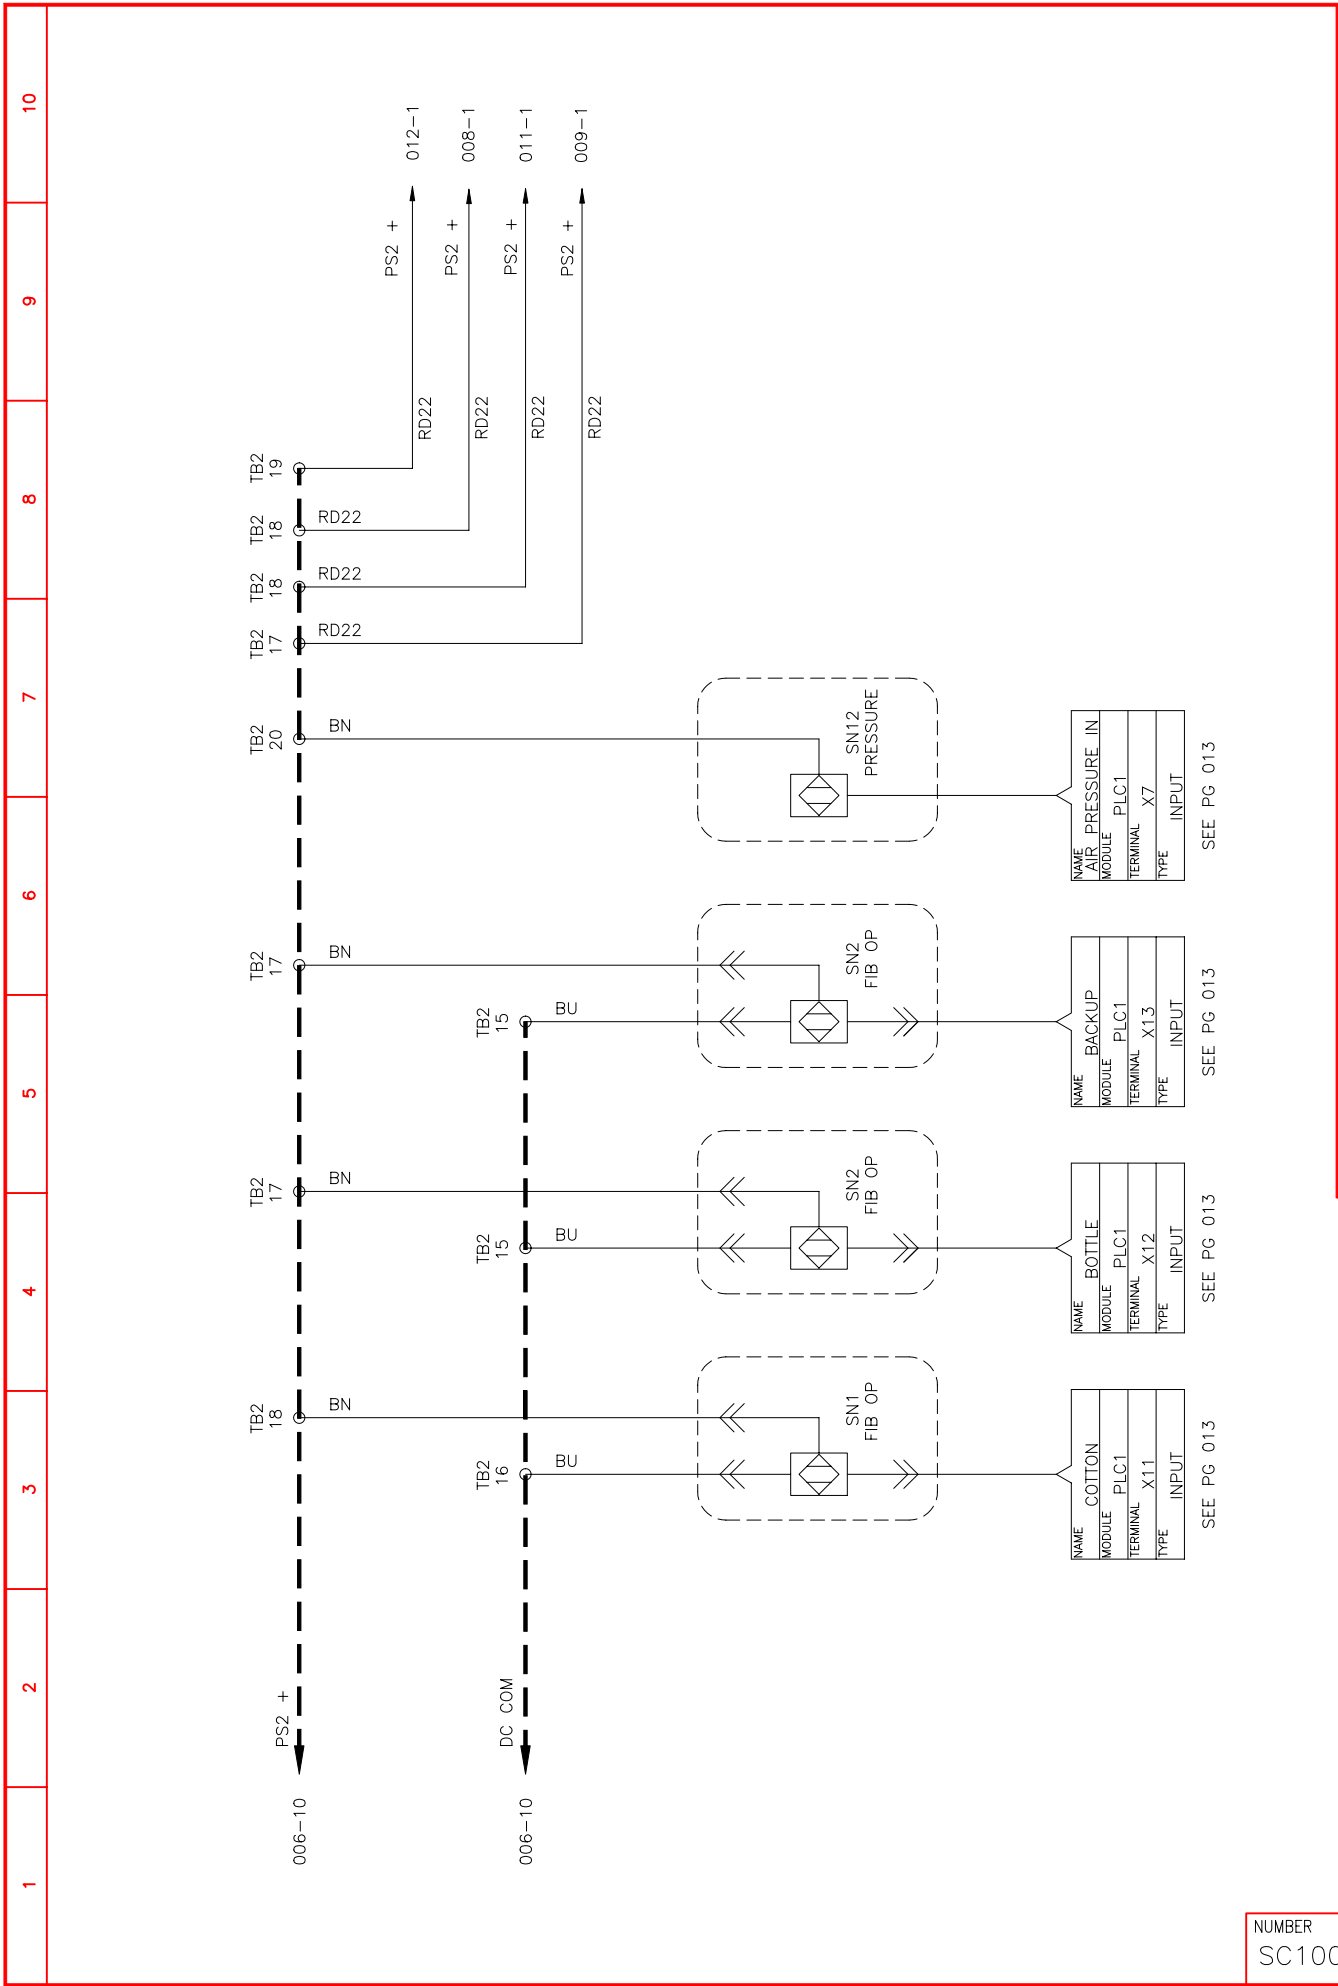 1
2
3
4
5
6
7
8
9
10
TB2
18
TB2
17
TB2
17
TB2
20
TB2
17
TB2
18
TB2
18
TB2
19
006-10
PS2 +
BN
BN
BN
BN
RD22
RD22
RD22
PS2 +
012-1
RD22
PS2 +
008-1
RD22
PS2 +
011-1
RD22
PS2 +
009-1
RD22
TB2
16
TB2
15
TB2
15
006-10
DC COM
BU
BU
BU
SN1
FIB OP
SN2
FIB OP
SN2
FIB OP
SN12
PRESSURE
NAME
COTTON
MODULE
PLC1
TERMINAL
X11
TYPE
INPUT
SEE PG 013
NAME
BOTTLE
MODULE
PLC1
TERMINAL
X12
TYPE
INPUT
SEE PG 013
NAME
BACKUP
MODULE
PLC1
TERMINAL
X13
TYPE
INPUT
SEE PG 013
NAME
AIR PRESSURE IN
MODULE
PLC1
TERMINAL
X7
TYPE
INPUT
SEE PG 013
NUMBER
SC100